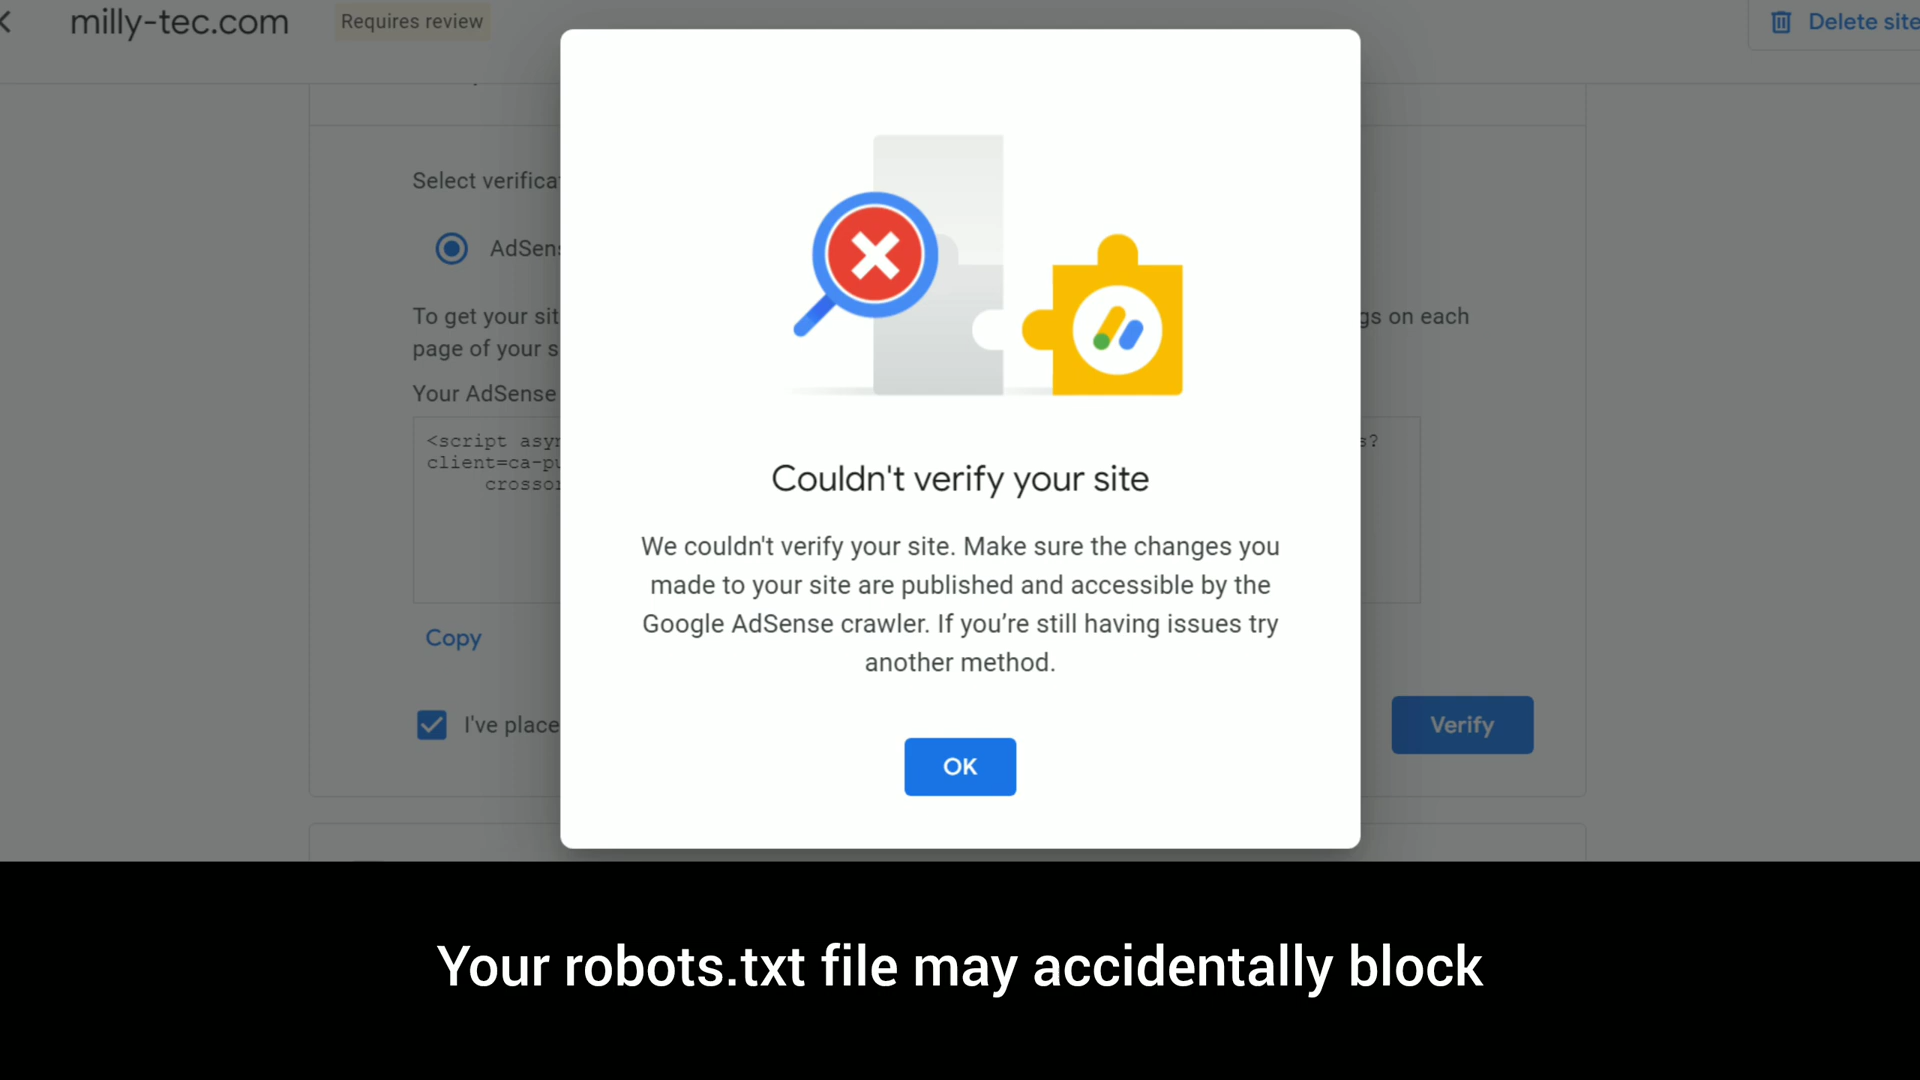 milly-tec.com
Requires review
Delete site
Select verifica
AdSens
To get your sit
gs on each
page of your s
Your AdSense
<script asyn
s?
client=ca-pu
crossor
Copy
I've place
Verify
Couldn't verify your site
We couldn't verify your site. Make sure the changes you
made to your site are published and accessible by the
Google AdSense crawler. If you’re still having issues try
another method.
OK
Your robots.txt file may accidentally block